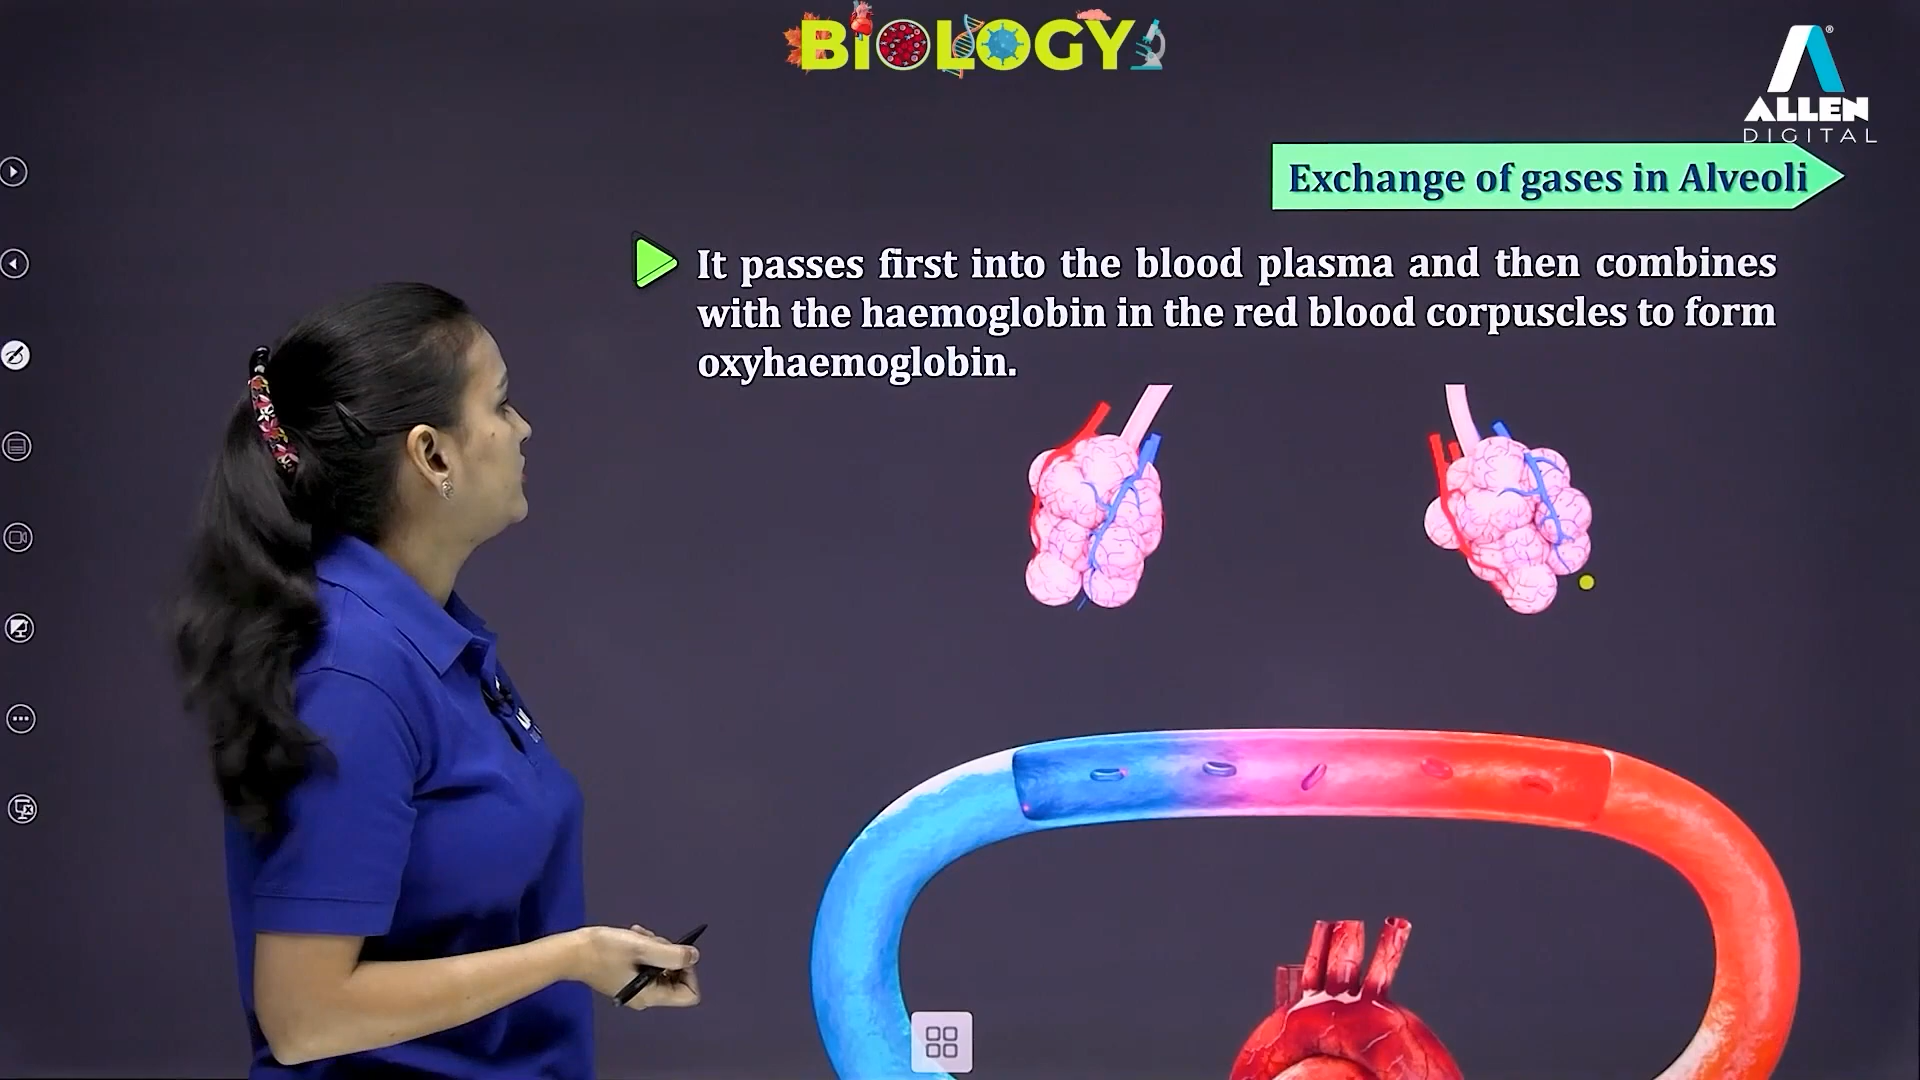 BIOLOGY
ALLEN
DIGITAL
Exchange of gases in Alveoli
It passes first into the blood plasma and then combines
with the haemoglobin in the red blood corpuscles to form
oxyhaemoglobin.